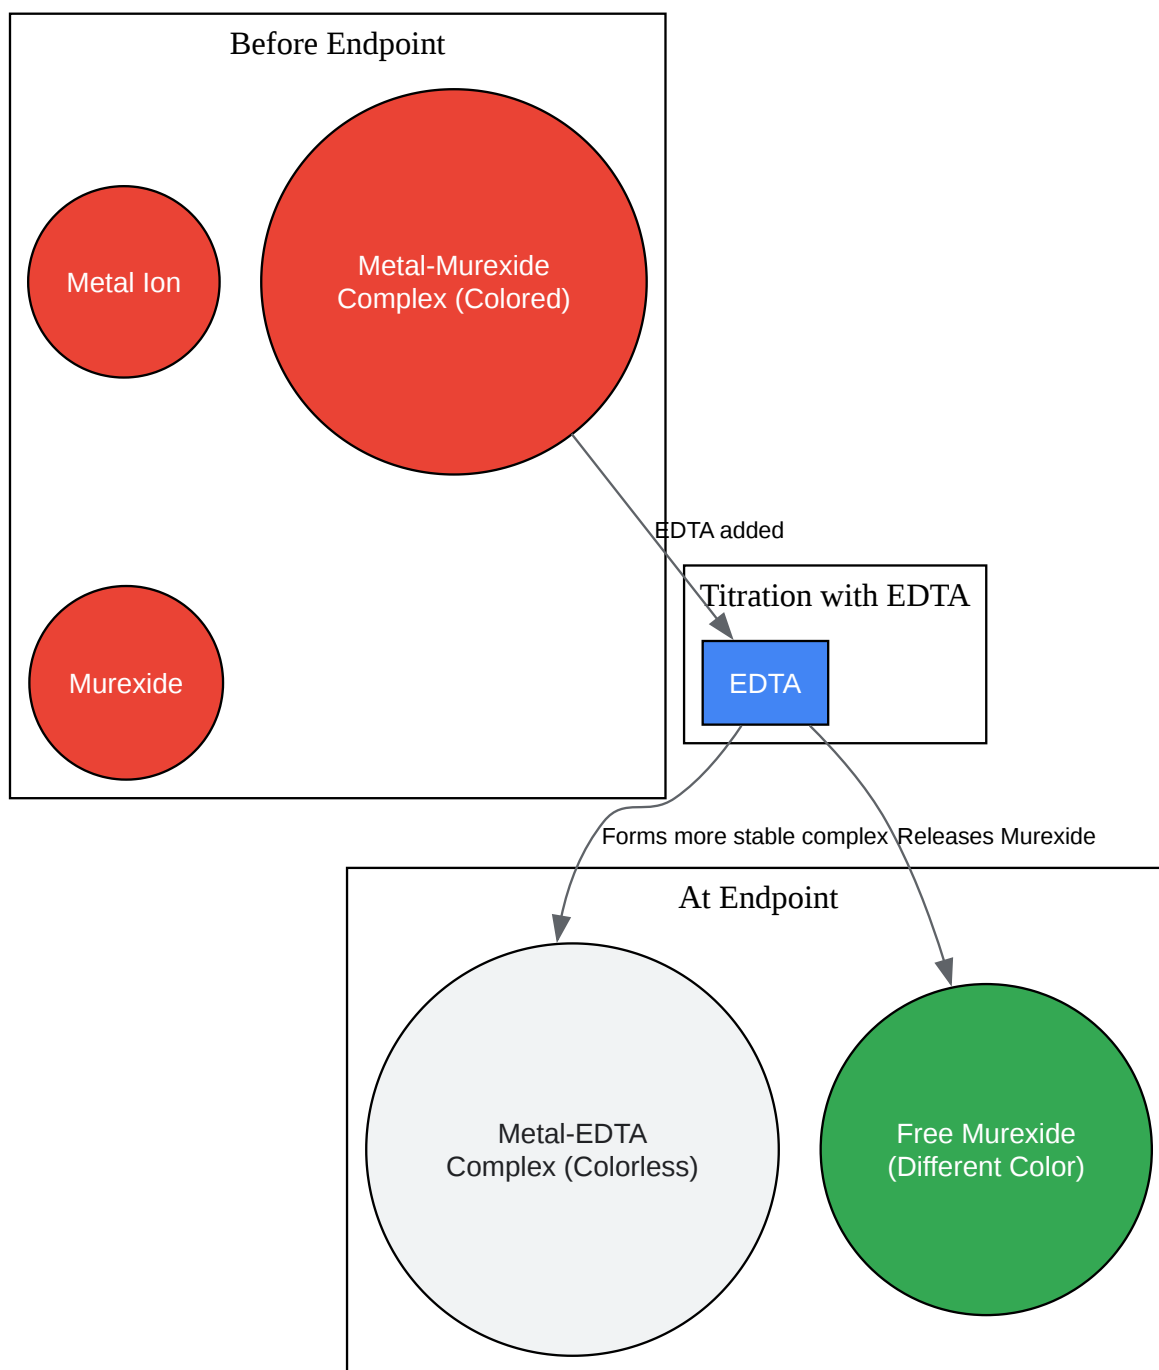 Before Endpoint
Metal Ion
Metal-Murexide
Complex (Colored)
Murexide
EDTA added
Titration with EDTA
EDTA
Forms more stable complex
Releases Murexide
At Endpoint
Metal-EDTA
Complex (Colorless)
Free Murexide
(Different Color)